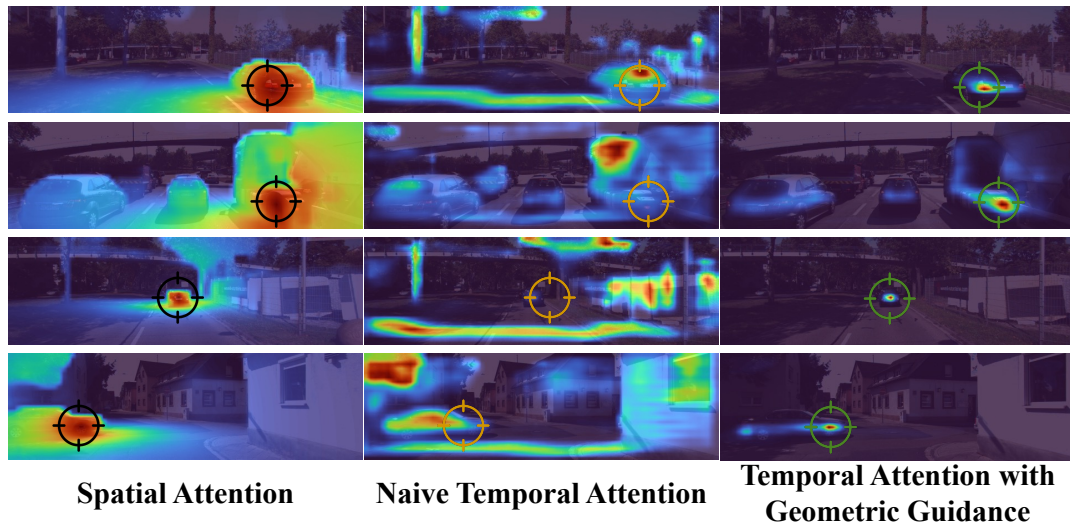 Spatial Attention
Naive Temporal Attention
Temporal Attention with
Geometric Guidance